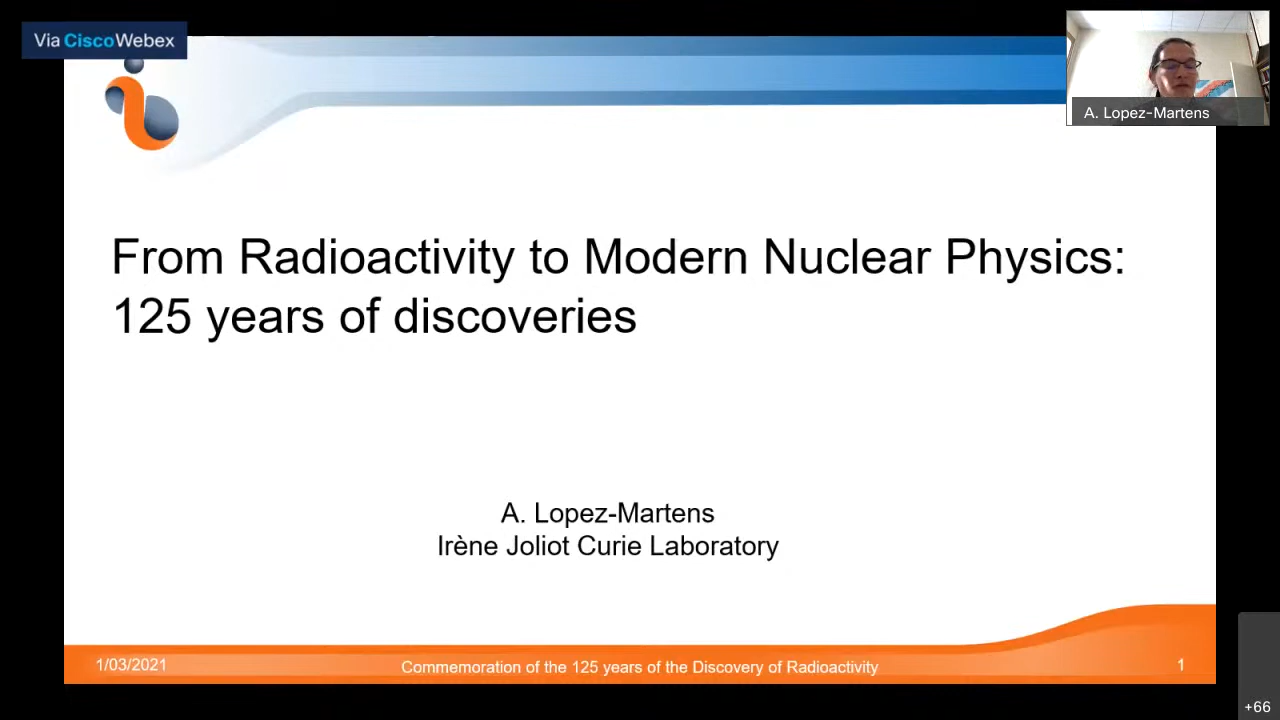 Via CiscoWebex
A. Lopez-Martens
From Radioactivity to Modern Nuclear Physics:
125 years of discoveries
A. Lopez-Martens
Irène Joliot Curie Laboratory
1/03/2021
Commemoration of the 125 years of the Discovery of Radioactivity
1
+66